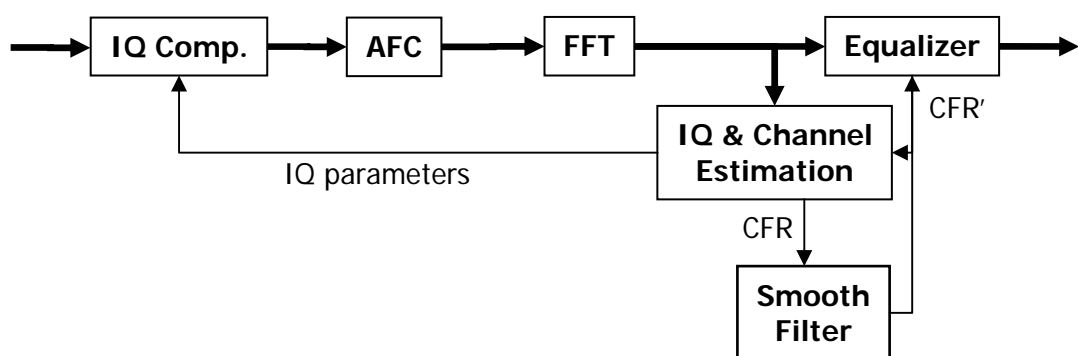 IQ Comp.
AFC
FFT
Equalizer
CFR′
IQ & Channel
Estimation
IQ parameters
CFR
Smooth
Filter